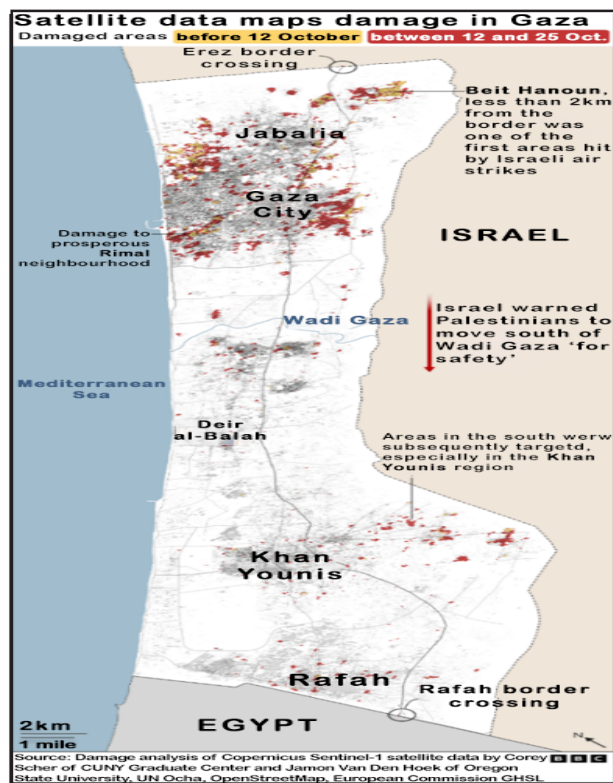 Satellite data maps damage in Gaza
Damaged areas before 12 October between 12 and 25 Oct.
Erez border
crossing
Beit Hanoun,
less than 2km
from the
border was
one of the
first areas hit
by Israeli air
strikes
Jabalia
Gaza
City
Damage to
prosperous
Rimal
neighbourhood
ISRAEL
Israel warned
Palestinians to
move south of
Wadi Gaza 'for
safety'
Wadi Gaza
Mediterranean
Sea
Deir
al-Balah
Areas in the south werw
subsequently targetd,
especially in the Khan
Younis region
Khan
Younis
Rafah
Rafah border
crossing
EGYPT
2km
1 mile
N
Source: Damage analysis of Copernicus Sentinel-1 satellite data by Corey
Scher of CUNY Graduate Center and Jamon Van Den Hoek of Oregon
State University, UN Ocha, OpenStreetMap, European Commission GHSL
BBC